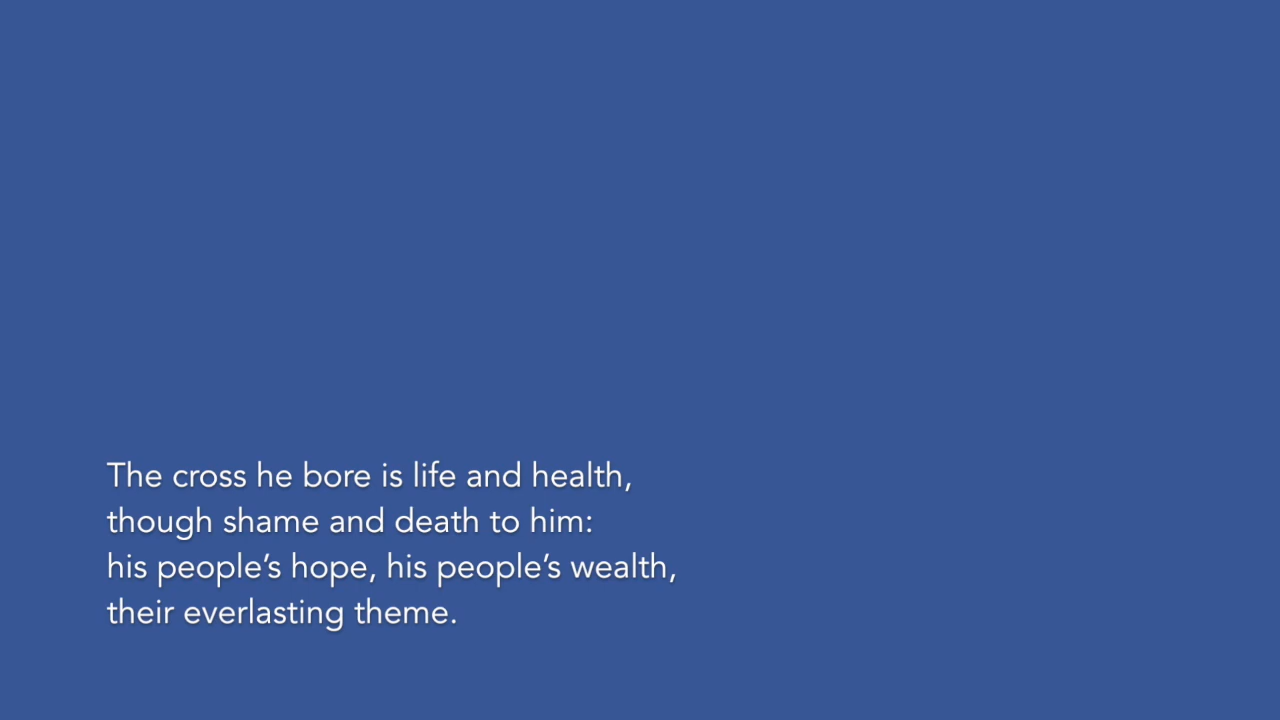 The cross he bore is life and health,
though shame and death to him:
his people’s hope, his people’s wealth,
their everlasting theme.